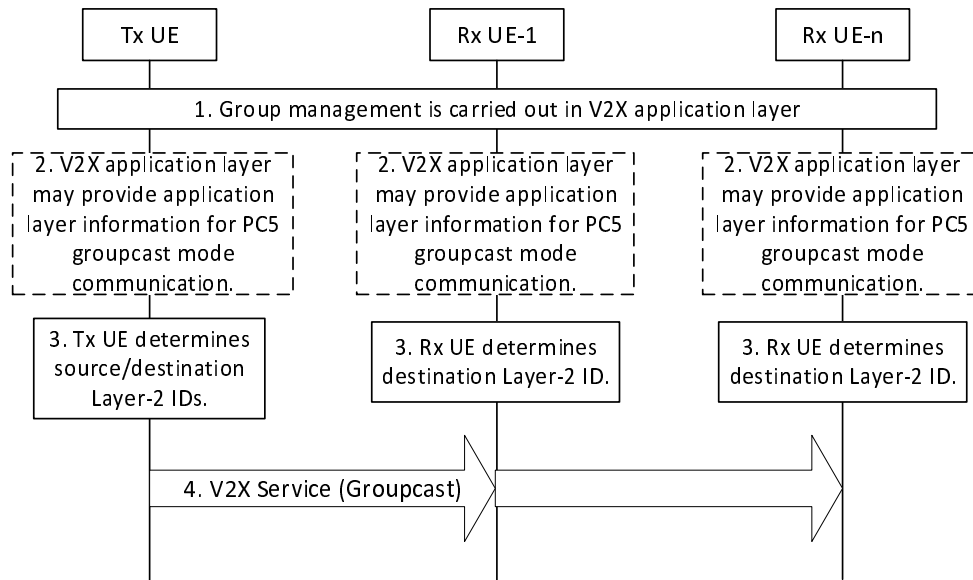 Tx UE
Rx UE-1
Rx UE-n
1. Group management is carried out in V2X application layer
2. V2X application layer
may provide application
layer information for PC5
groupcast mode
communication.
2. V2X application layer
may provide application
layer information for PC5
groupcast mode
communication.
2. V2X application layer
may provide application
layer information for PC5
groupcast mode
communication.
3. Tx UE determines
source/destination
Layer-2 IDs.
3. Rx UE determines
destination Layer-2 ID.
3. Rx UE determines
destination Layer-2 ID.
4. V2X Service (Groupcast)